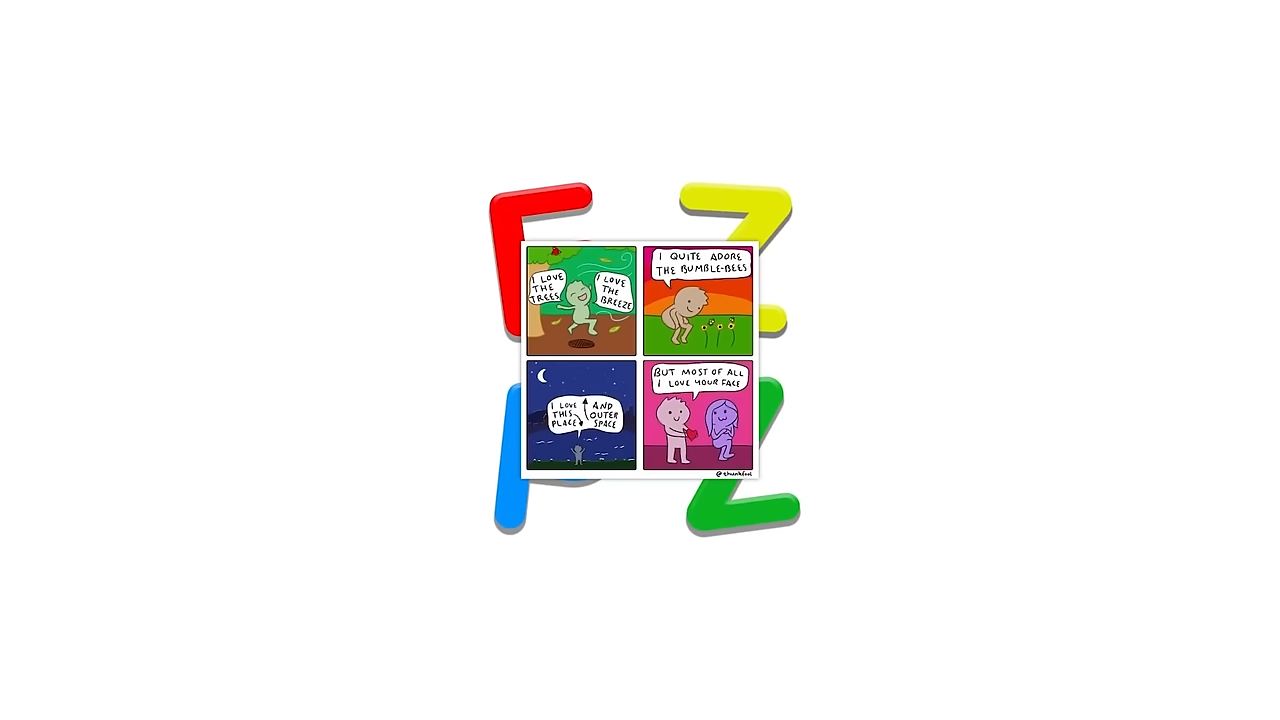 I LOVE
THE
TREES
I LOVE
THE
BREEZE
I QUITE ADORE
THE BUMBLE-BEES
I LOVE
THIS
PLACE
AND
OUTER
SPACE
BUT MOST OF ALL
I LOVE YOUR FACE